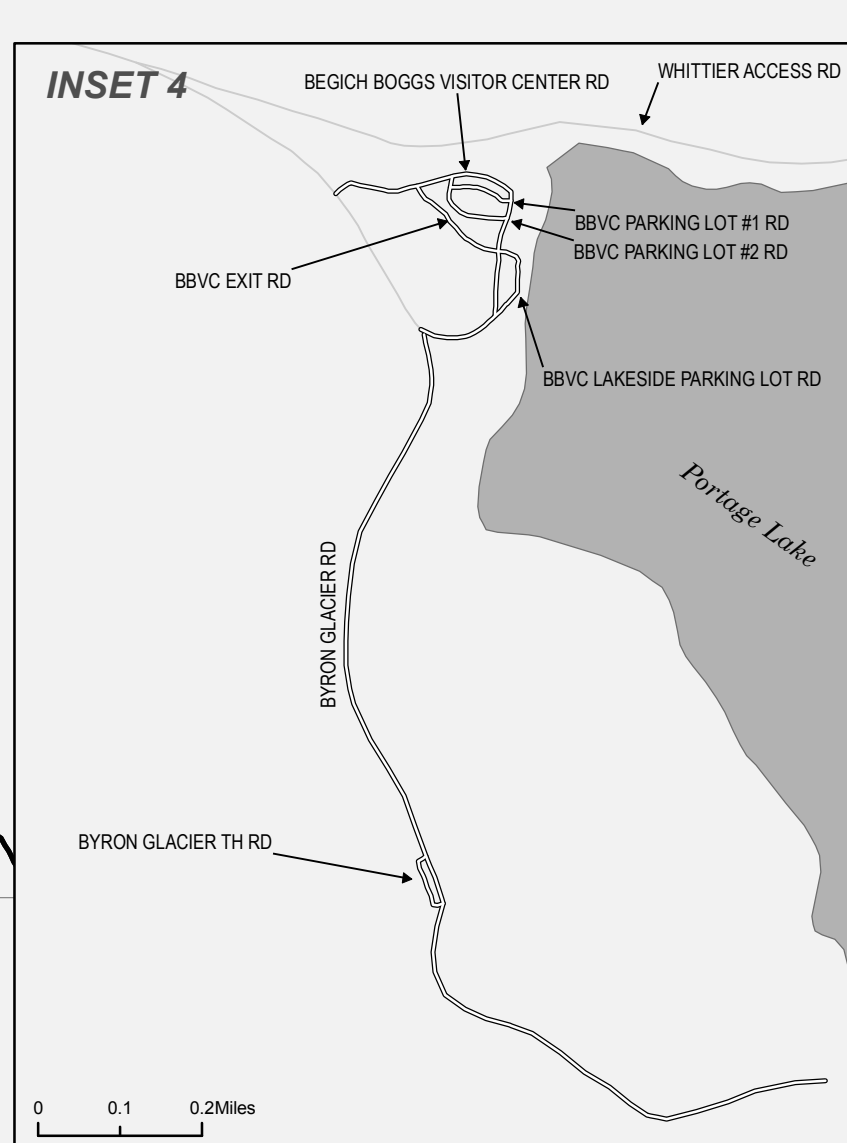 INSET 4
BEGICH BOGGS VISITOR CENTER RD
WHITTIER ACCESS RD
BBVC PARKING LOT #1 RD
BBVC PARKING LOT #2 RD
BBVC EXIT RD
BBVC LAKESIDE PARKING LOT RD
Portage Lake
BYRON GLACIER RD
BYRON GLACIER TH RD
0 0.1 0.2Miles